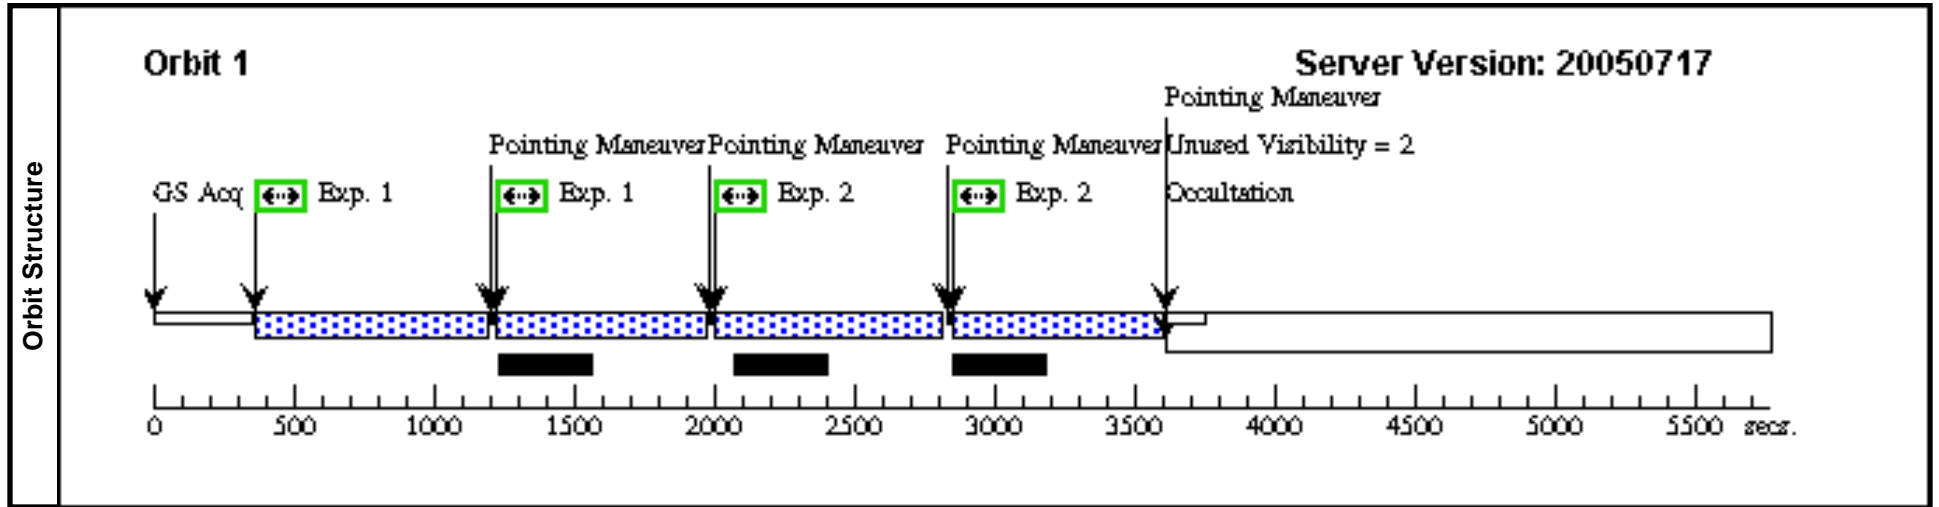 Orbit Structure
Orbit 1
Server Version: 20050717
Pointing Maneuver
Pointing Maneuver Pointing Maneuver Pointing Maneuver Unused Visibility = 2
GS Acq Exp. 1 Exp. 1 Exp. 2 Exp. 2 Occultation
0 500 1000 1500 2000 2500 3000 3500 4000 4500 5000 5500 secs.